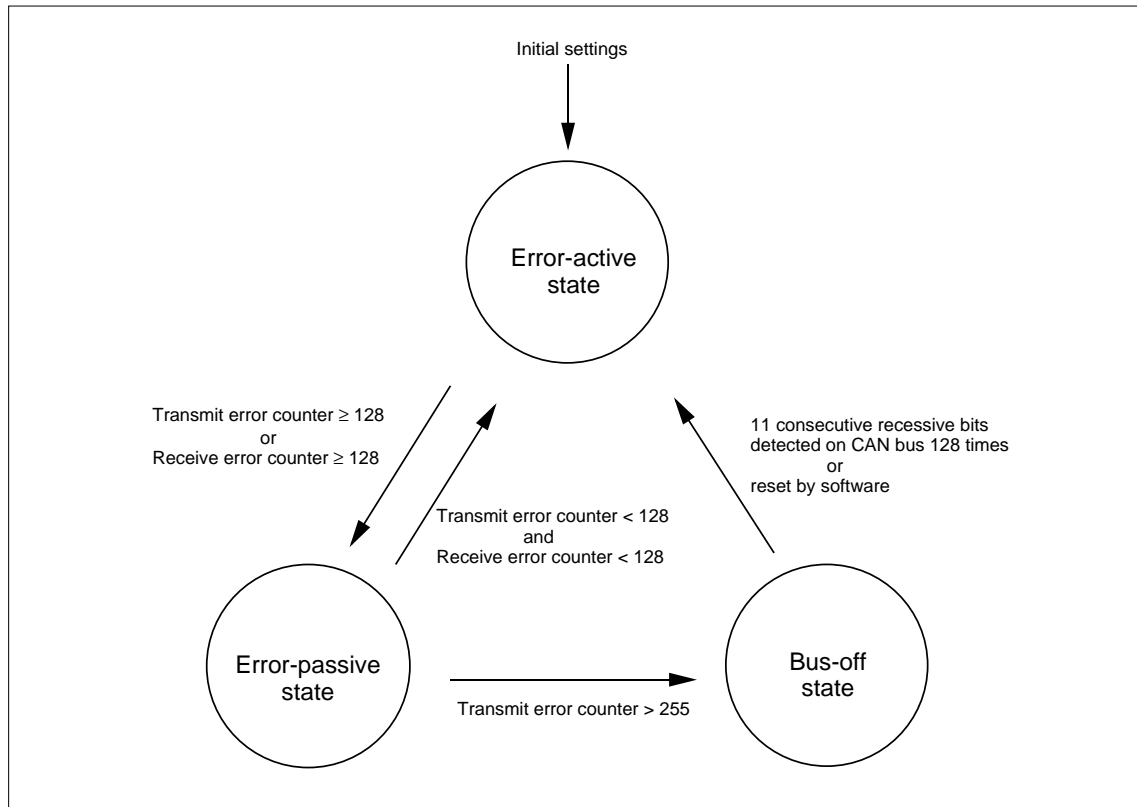 Initial settings
Error-active
state
Transmit error counter ≥ 128
or
Receive error counter ≥ 128
11 consecutive recessive bits
detected on CAN bus 128 times
or
reset by software
Transmit error counter < 128
and
Receive error counter < 128
Error-passive
state
Bus-off
state
Transmit error counter > 255